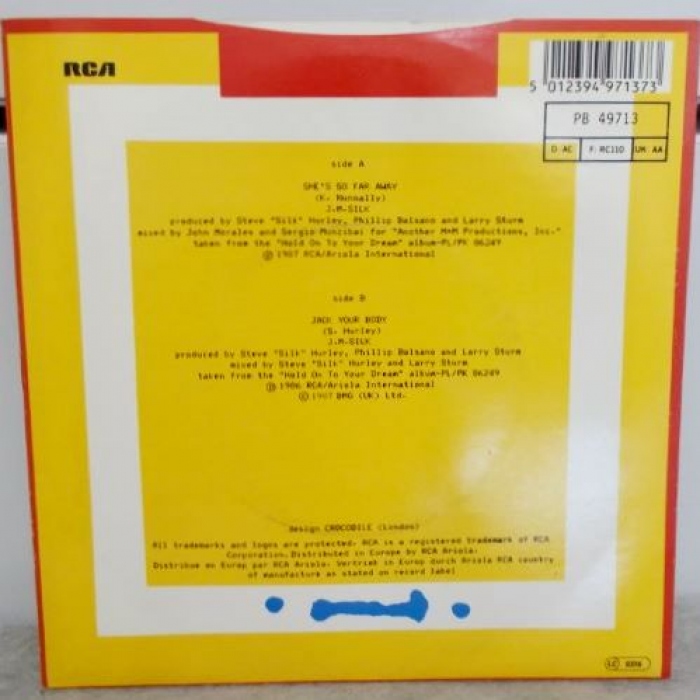 RCA
5 012394 971373
PB 49713
D: AC F: RC110 UK: AA
side A
SHE'S SO FAR AWAY
(K. Nunnally)
J.M-SILK
produced by Steve "Silk" Hurley, Phillip Balsano and Larry Sturm
mixed by John Morales and Sergio Munzibai for "Another M+M Productions, Inc."
taken from the "Hold On To Your Dream" album-PL/PK 86249
Ⓟ 1987 RCA/Ariola International
side B
JACK YOUR BODY
(S. Hurley)
J.M-SILK
produced by Steve "Silk" Hurley, Phillip Balsano and Larry Sturm
mixed by Steve "Silk" Hurley and Larry Sturm
taken from the "Hold On To Your Dream" album-PL/PK 86249
Ⓟ 1986 RCA/Ariola International
© 1987 BMG (UK) Ltd.
design CROCODILE (London)
All trademarks and logos are protected. RCA is a registered trademark of RCA
Corporation. Distributed in Europe by RCA Ariola.
Distribue en Europ par RCA Ariola. Vertrieb in Europ durch Ariola RCA country
of manufacture as stated on record label
LC